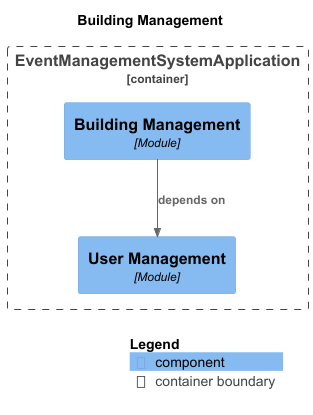 Building Management
EventManagementSystemApplication
[container]
Building Management
[Module]
depends on
User Management
[Module]
Legend
component
container boundary